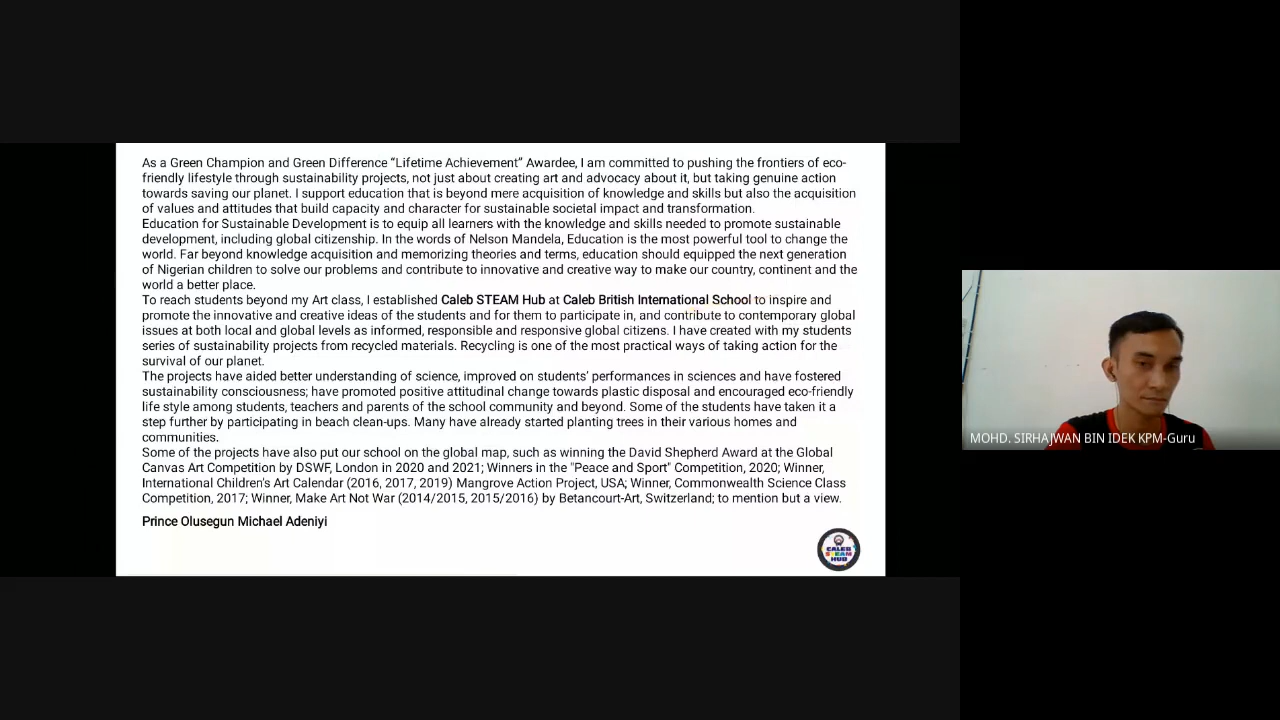 As a Green Champion and Green Difference “Lifetime Achievement” Awardee, I am committed to pushing the frontiers of eco-
friendly lifestyle through sustainability projects, not just about creating art and advocacy about it, but taking genuine action
towards saving our planet. I support education that is beyond mere acquisition of knowledge and skills but also the acquisition
of values and attitudes that build capacity and character for sustainable societal impact and transformation.
Education for Sustainable Development is to equip all learners with the knowledge and skills needed to promote sustainable
development, including global citizenship. In the words of Nelson Mandela, Education is the most powerful tool to change the
world. Far beyond knowledge acquisition and memorizing theories and terms, education should equipped the next generation
of Nigerian children to solve our problems and contribute to innovative and creative way to make our country, continent and the
world a better place.
To reach students beyond my Art class, I established Caleb STEAM Hub at Caleb British International School to inspire and
promote the innovative and creative ideas of the students and for them to participate in, and contribute to contemporary global
issues at both local and global levels as informed, responsible and responsive global citizens. I have created with my students
series of sustainability projects from recycled materials. Recycling is one of the most practical ways of taking action for the
survival of our planet.
The projects have aided better understanding of science, improved on students’ performances in sciences and have fostered
sustainability consciousness; have promoted positive attitudinal change towards plastic disposal and encouraged eco-friendly
life style among students, teachers and parents of the school community and beyond. Some of the students have taken it a
step further by participating in beach clean-ups. Many have already started planting trees in their various homes and
communities.
Some of the projects have also put our school on the global map, such as winning the David Shepherd Award at the Global
Canvas Art Competition by DSWF, London in 2020 and 2021; Winners in the "Peace and Sport" Competition, 2020; Winner,
International Children's Art Calendar (2016, 2017, 2019) Mangrove Action Project, USA; Winner, Commonwealth Science Class
Competition, 2017; Winner, Make Art Not War (2014/2015, 2015/2016) by Betancourt-Art, Switzerland; to mention but a view.
Prince Olusegun Michael Adeniyi
CALEB
STEAM
HUB
MOHD. SIRHAJWAN BIN IDEK KPM-Guru